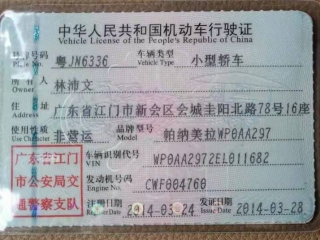 中华人民共和国机动车行驶证
Vehicle License of the People's Republic of China
号牌号码 粤JN6336 车辆类型 小型轿车
Vehicle Type
所有人 林沛文
Owner
住址 广东省江门市新会区会城圭阳北路78号16座
Address
使用性质 非营运 品牌型号 帕纳美拉WP0AA297
Model
车辆识别代号 WP0AA2972EL011682
VIN
发动机号码 CWF004760
Engine No.
注册日期 2014-03-24 发证日期 2014-03-28
Register Date Issue Date
广东省江门
市公安局交
通警察支队